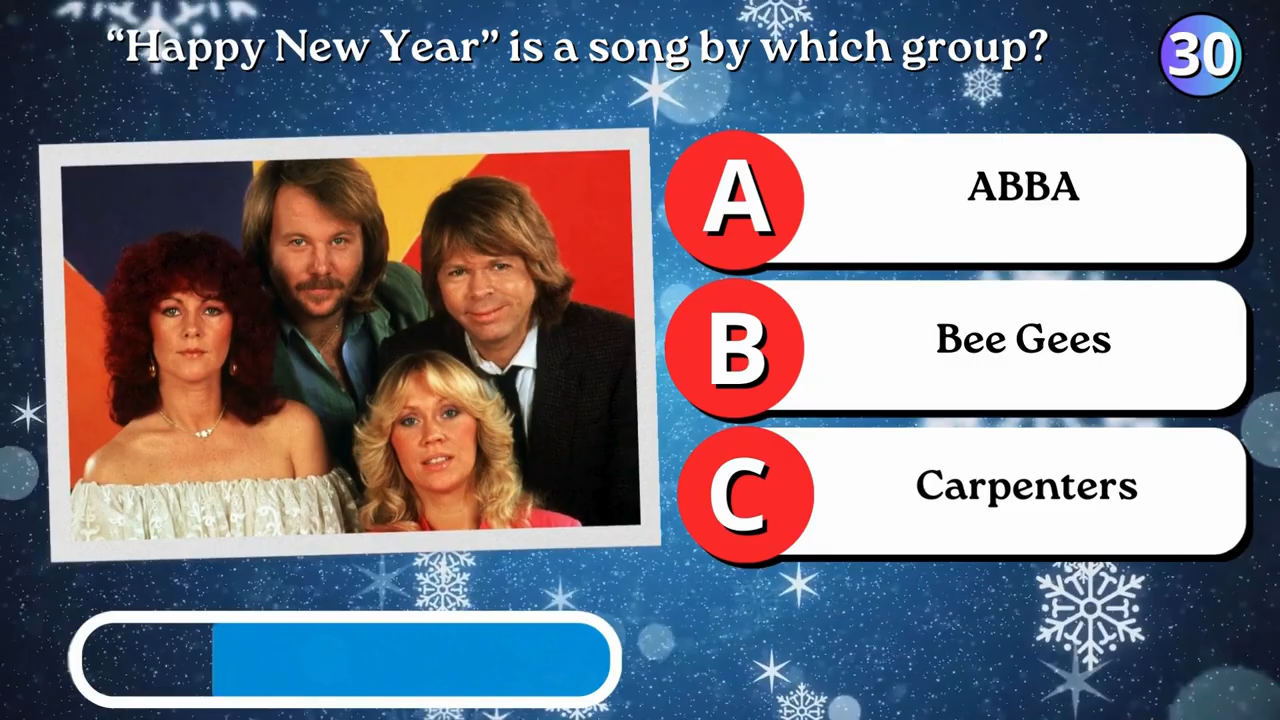 “Happy New Year” is a song by which group?
30
A
ABBA
B
Bee Gees
C
Carpenters